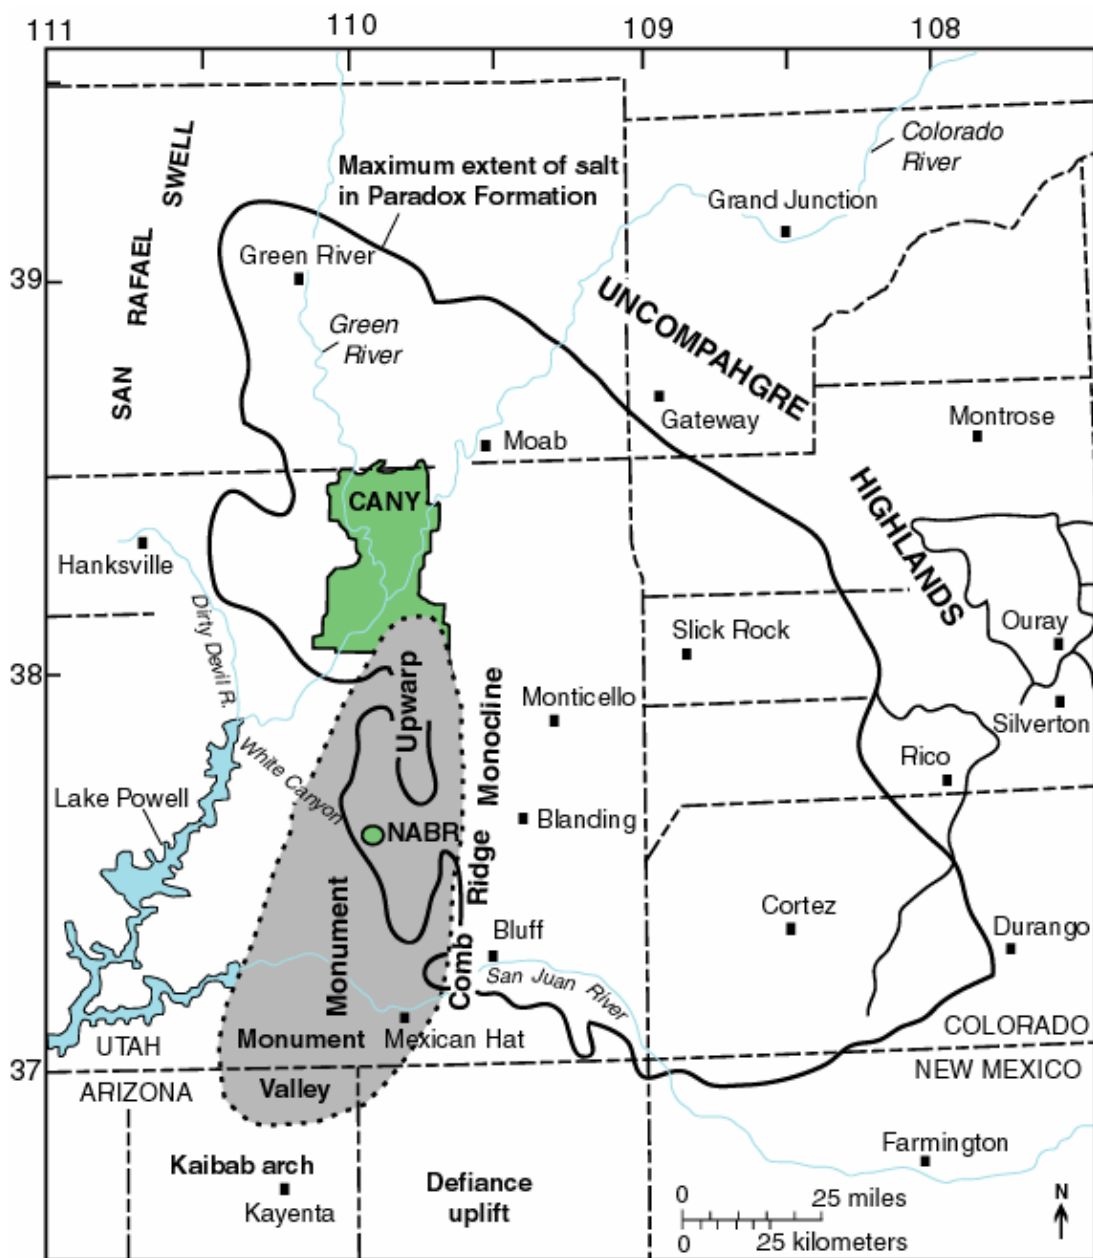 111
110
109
108
39
38
37
SAN RAFAEL SWELL
Maximum extent of salt
in Paradox Formation
Colorado
River
Grand Junction
Green River
Green
River
UNCOMPAHGRE
HIGHLANDS
Gateway
Montrose
Moab
CANY
Hanksville
Dirty Devil R.
Slick Rock
Ouray
Silverton
Monticello
Rico
Monument Upwarp
Comb Ridge Monocline
White Canyon
Lake Powell
NABR
Blanding
Cortez
Durango
Bluff
San Juan River
Mexican Hat
Monument
Valley
UTAH
ARIZONA
COLORADO
NEW MEXICO
Farmington
Kaibab arch
Kayenta
Defiance
uplift
0 25 miles
0 25 kilometers
N